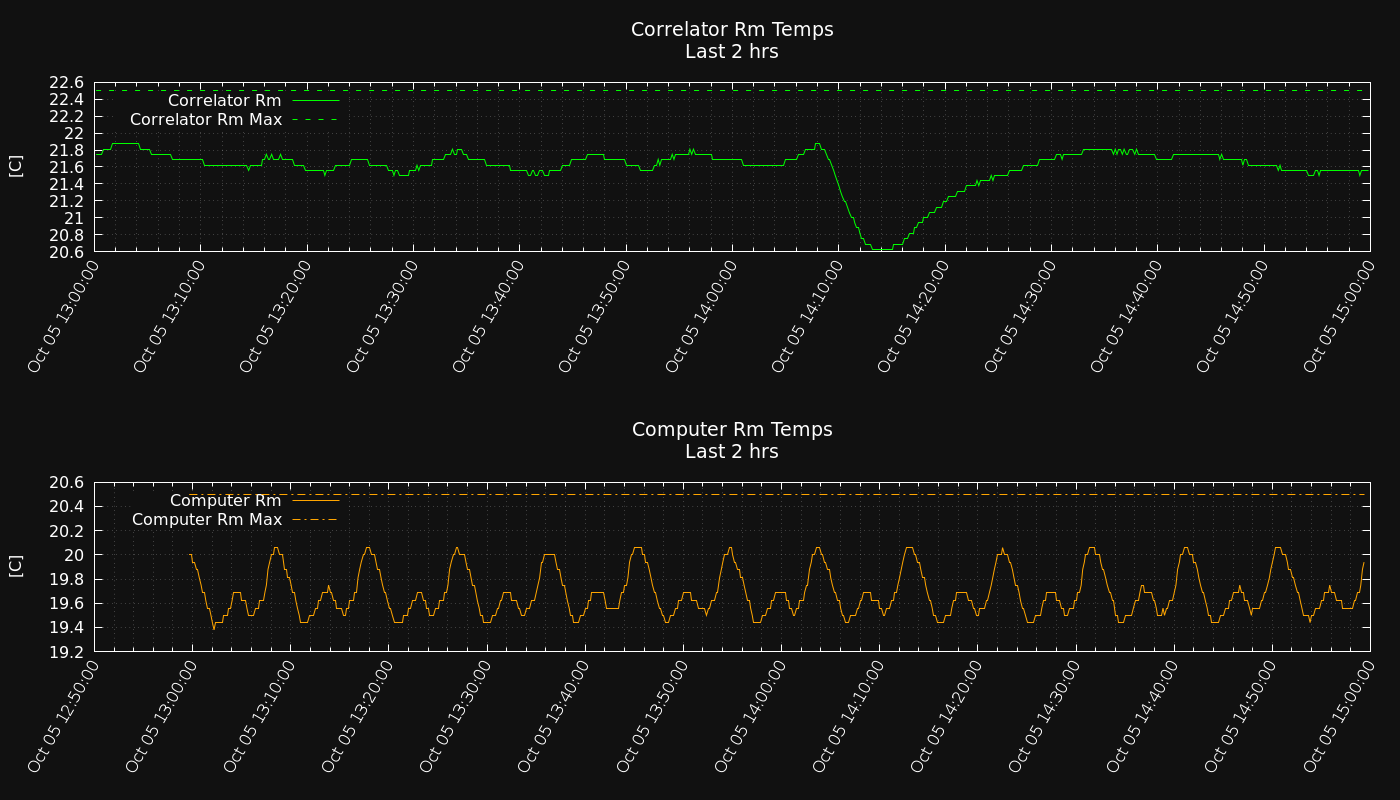 Correlator Rm Temps
Last 2 hrs
22.6
22.4
22.2
22
21.8
21.6
21.4
21.2
21
20.8
20.6
[C]
Correlator Rm
Correlator Rm Max
Oct 05 13:00:00
Oct 05 13:10:00
Oct 05 13:20:00
Oct 05 13:30:00
Oct 05 13:40:00
Oct 05 13:50:00
Oct 05 14:00:00
Oct 05 14:10:00
Oct 05 14:20:00
Oct 05 14:30:00
Oct 05 14:40:00
Oct 05 14:50:00
Oct 05 15:00:00
Computer Rm Temps
Last 2 hrs
20.6
20.4
20.2
20
19.8
19.6
19.4
19.2
[C]
Computer Rm
Computer Rm Max
Oct 05 12:50:00
Oct 05 13:00:00
Oct 05 13:10:00
Oct 05 13:20:00
Oct 05 13:30:00
Oct 05 13:40:00
Oct 05 13:50:00
Oct 05 14:00:00
Oct 05 14:10:00
Oct 05 14:20:00
Oct 05 14:30:00
Oct 05 14:40:00
Oct 05 14:50:00
Oct 05 15:00:00